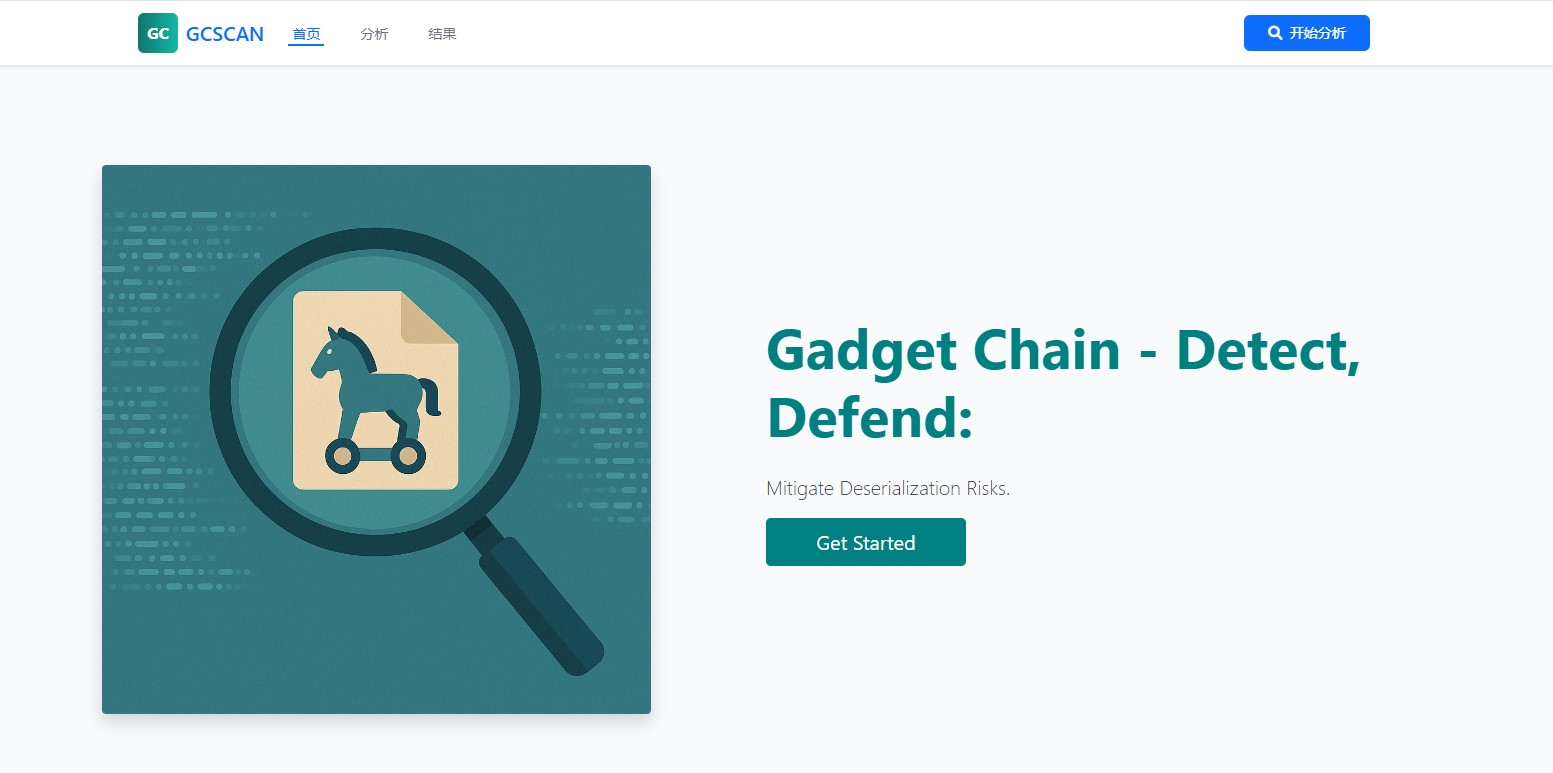 GC GCSCAN 首页 分析 结果 开始分析
Gadget Chain - Detect,
Defend:
Mitigate Deserialization Risks.
Get Started